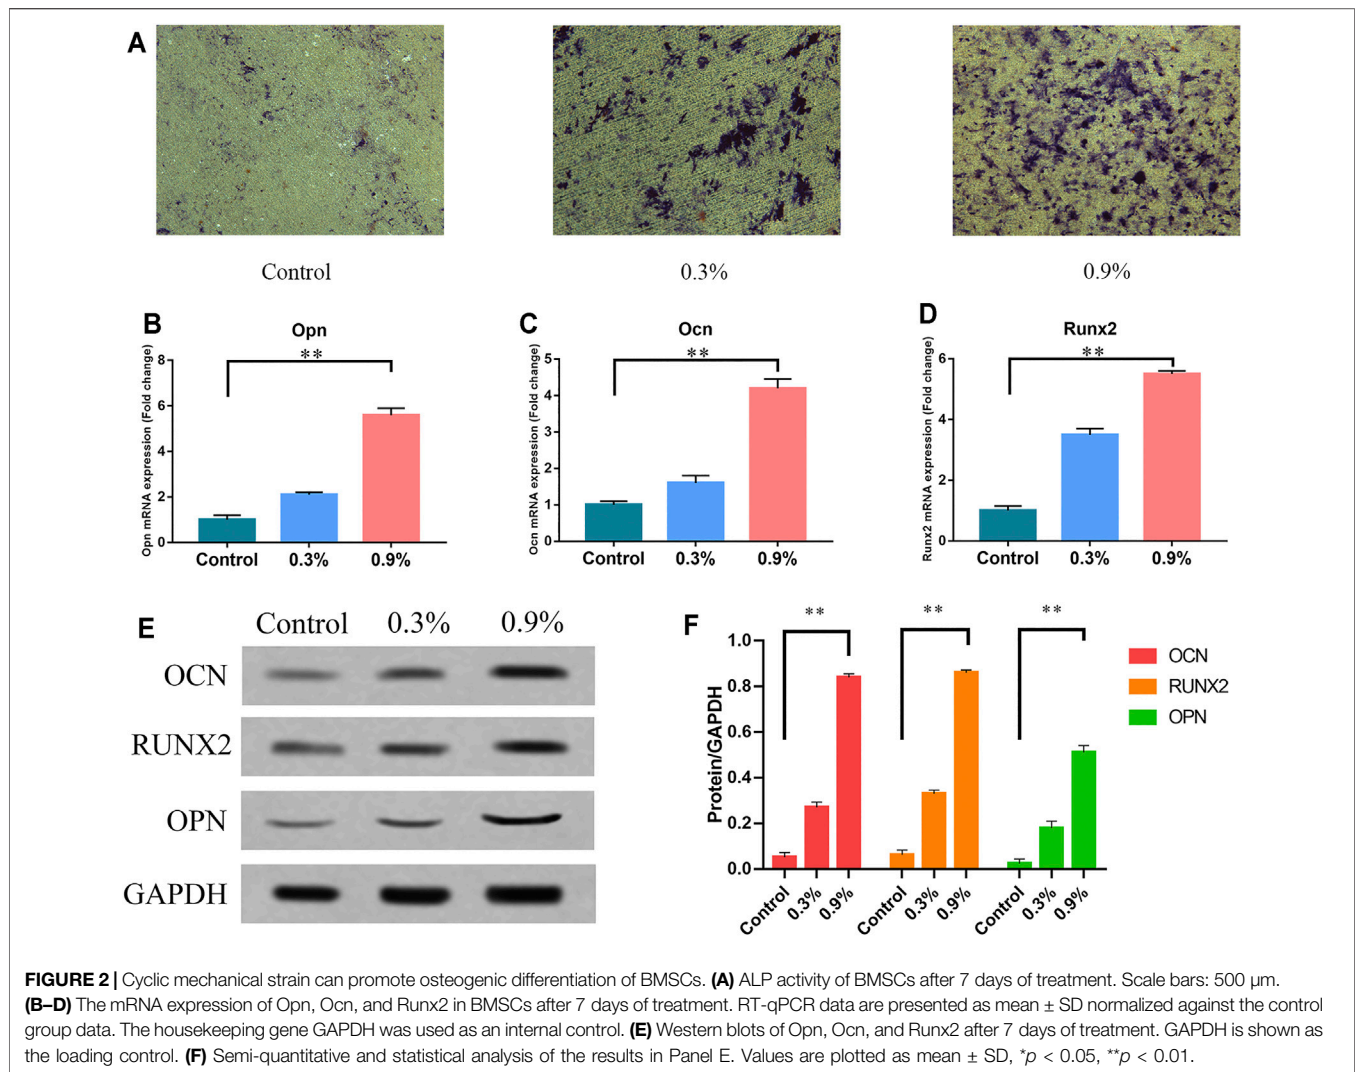 A
Control
0.3%
0.9%
B
Opn
**
Opn mRNA expression (Fold change)
8
6
4
2
0
Control 0.3% 0.9%
C
Ocn
**
Ocn mRNA expression (Fold change)
5
4
3
2
1
0
Control 0.3% 0.9%
D
Runx2
**
Runx2 mRNA expression (Fold change)
6
4
2
0
Control 0.3% 0.9%
E
Control 0.3% 0.9%
OCN
RUNX2
OPN
GAPDH
F
** ** **
Protein/GAPDH
1.0
0.8
0.6
0.4
0.2
0.0
Control 0.3% 0.9% Control 0.3% 0.9% Control 0.3% 0.9%
OCN
RUNX2
OPN
FIGURE 2 | Cyclic mechanical strain can promote osteogenic differentiation of BMSCs. (A) ALP activity of BMSCs after 7 days of treatment. Scale bars: 500 μm.
(B–D) The mRNA expression of Opn, Ocn, and Runx2 in BMSCs after 7 days of treatment. RT-qPCR data are presented as mean ± SD normalized against the control
group data. The housekeeping gene GAPDH was used as an internal control. (E) Western blots of Opn, Ocn, and Runx2 after 7 days of treatment. GAPDH is shown as
the loading control. (F) Semi-quantitative and statistical analysis of the results in Panel E. Values are plotted as mean ± SD, *p < 0.05, **p < 0.01.